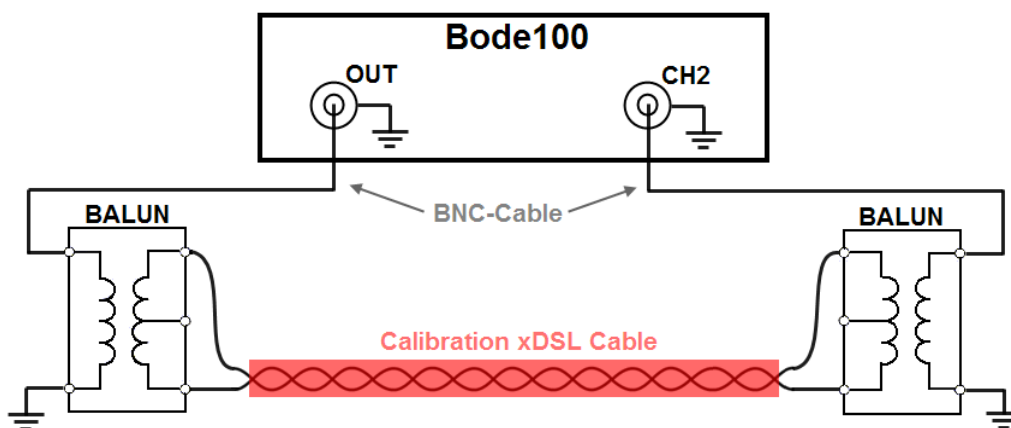 Bode100
OUT
CH2
BNC-Cable
BALUN
BALUN
Calibration xDSL Cable